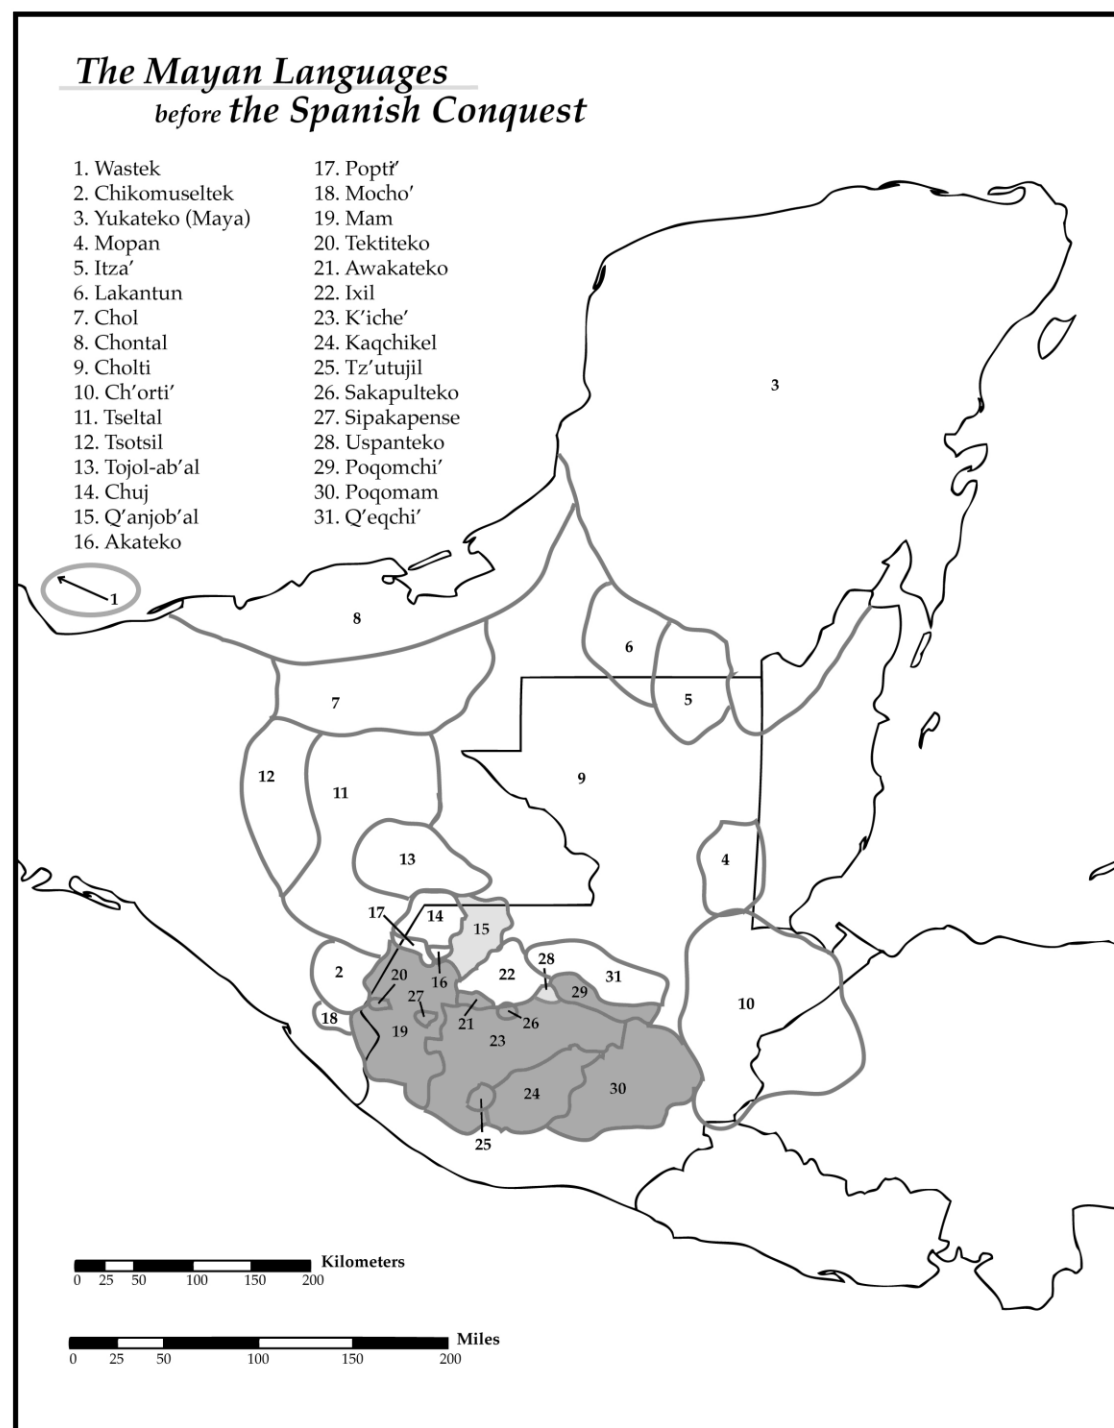 The Mayan Languages
before the Spanish Conquest
1. Wastek
2. Chikomuseltek
3. Yukateko (Maya)
4. Mopan
5. Itza’
6. Lakantun
7. Chol
8. Chontal
9. Cholti
10. Ch’orti’
11. Tseltal
12. Tsotsil
13. Tojol-ab’al
14. Chuj
15. Q’anjob’al
16. Akateko
17. Popti’
18. Mocho’
19. Mam
20. Tektiteko
21. Awakateko
22. Ixil
23. K’iche’
24. Kaqchikel
25. Tz’utujil
26. Sakapulteko
27. Sipakapense
28. Uspanteko
29. Poqomchi’
30. Poqomam
31. Q’eqchi’
3
1
8
6
5
7
12
11
9
13
4
17
14
15
2
20
16
22
28
31
29
10
18
27
19
21
26
23
24
30
25
Kilometers
0 25 50 100 150 200
Miles
0 25 50 100 150 200